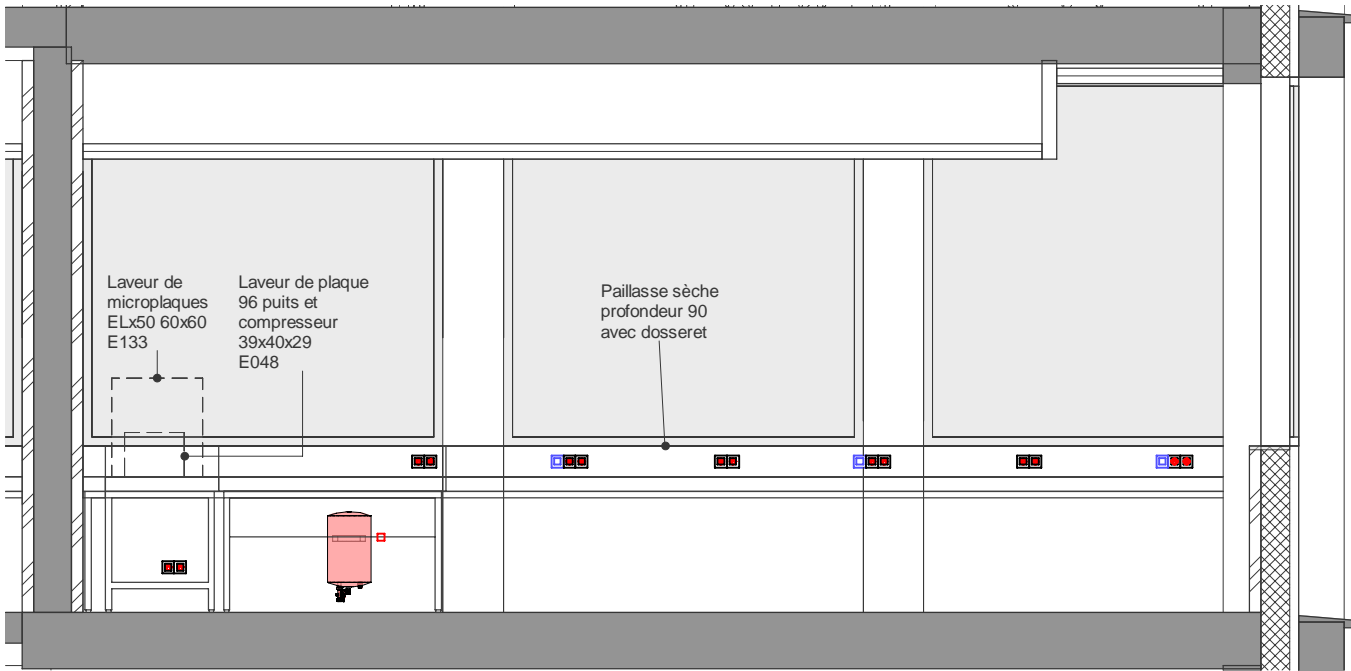 Laveur de
microplaques
ELx50 60x60
E133
Laveur de plaque
96 puits et
compresseur
39x40x29
E048
Paillasse sèche
profondeur 90
avec dosseret